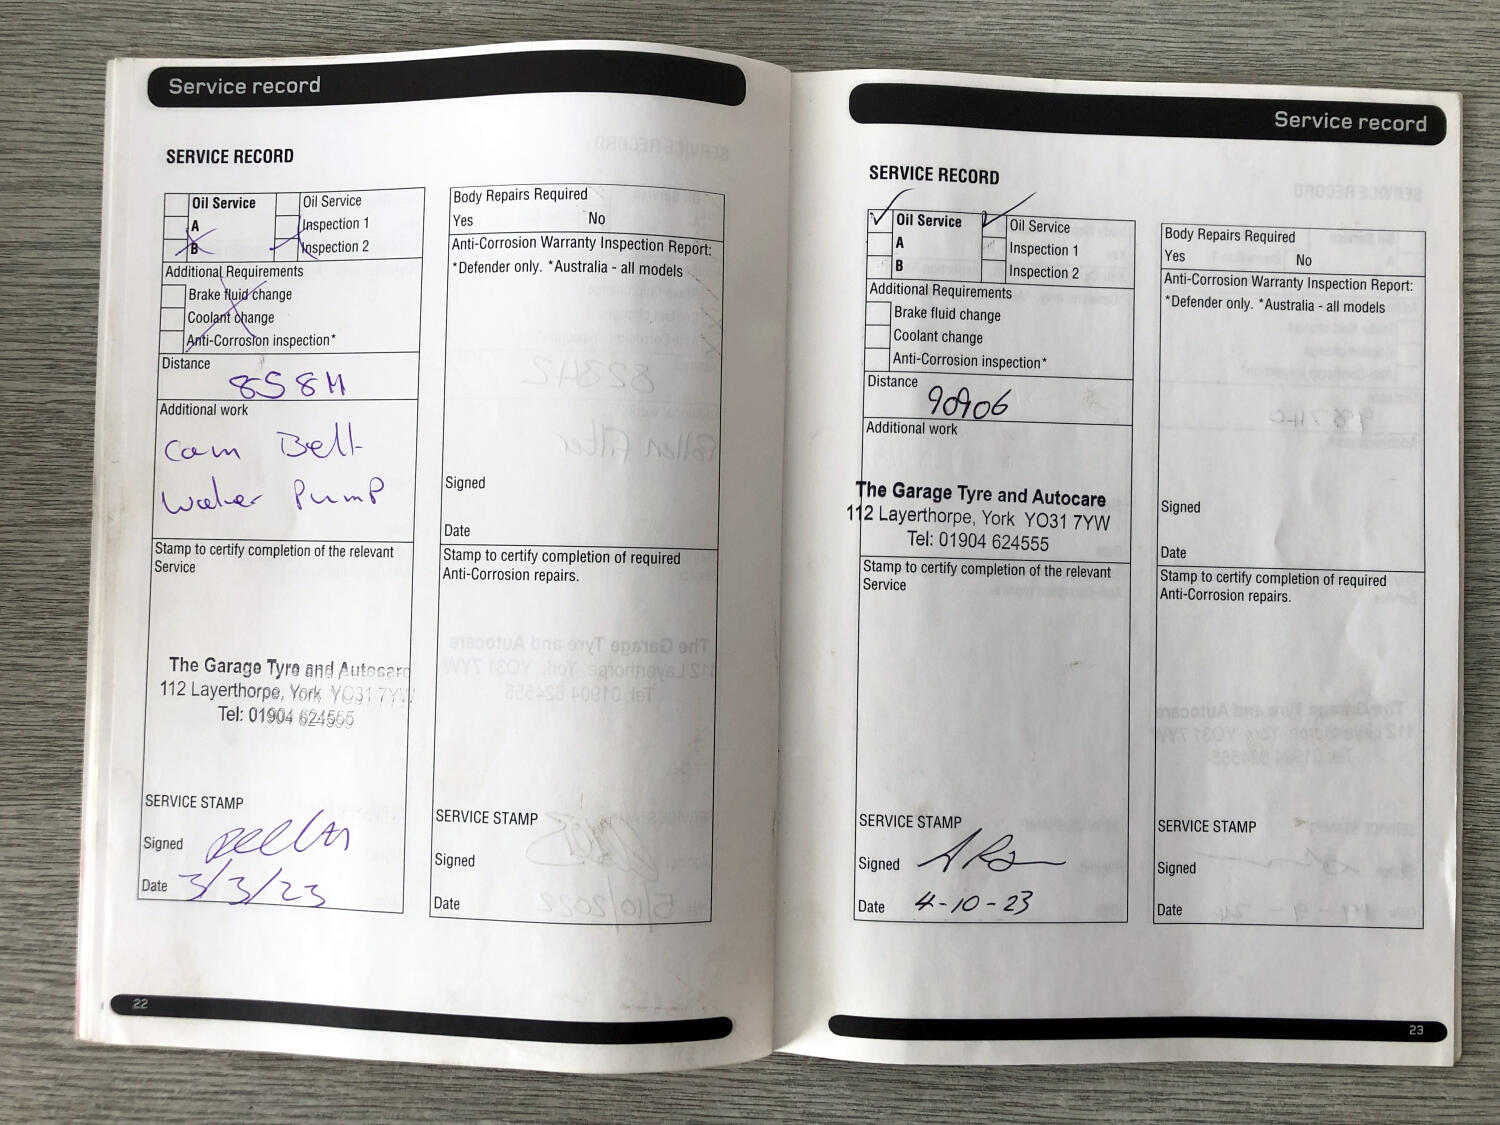 Service record
SERVICE RECORD
Oil Service
Oil Service
A
Inspection 1
B
Inspection 2
Additional Requirements
Brake fluid change
Coolant change
Anti-Corrosion inspection*
Distance
Additional work
Cam Belt
Water Pump
Stamp to certify completion of the relevant
Service
The Garage Tyre and Autocare
112 Layerthorpe, York YO31 7YW
Tel: 01904 624555
SERVICE STAMP
Signed
Date 3/3/23
Body Repairs Required
Yes No
Anti-Corrosion Warranty Inspection Report:
*Defender only. *Australia - all models
Signed
Date
Stamp to certify completion of required
Anti-Corrosion repairs.
SERVICE STAMP
Signed
Date
22
Service record
SERVICE RECORD
Oil Service
Oil Service
A
Inspection 1
B
Inspection 2
Additional Requirements
Brake fluid change
Coolant change
Anti-Corrosion inspection*
Distance
90906
Additional work
The Garage Tyre and Autocare
112 Layerthorpe, York YO31 7YW
Tel: 01904 624555
Stamp to certify completion of the relevant
Service
SERVICE STAMP
Signed
Date 4-10-23
Body Repairs Required
Yes No
Anti-Corrosion Warranty Inspection Report:
*Defender only. *Australia - all models
Signed
Date
Stamp to certify completion of required
Anti-Corrosion repairs.
SERVICE STAMP
Signed
Date
23